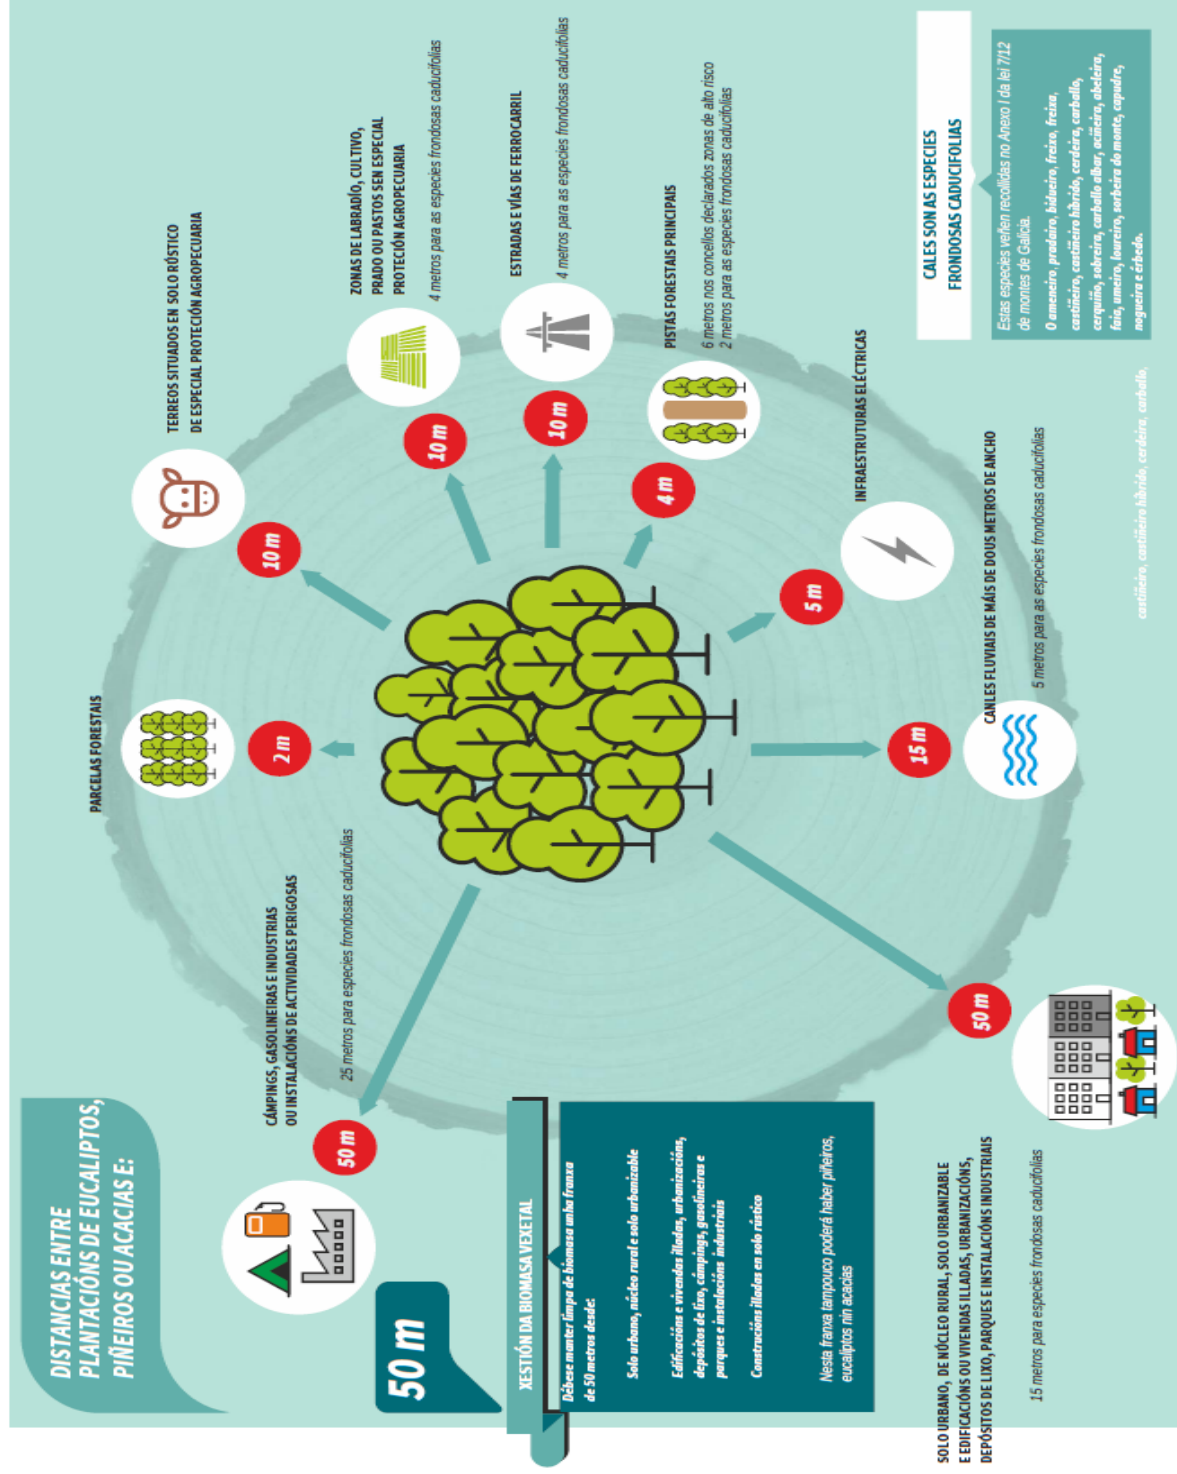 DISTANCIAS ENTRE
PLANTACIÓNS DE EUCALIPTOS,
PIÑEIROS OU ACACIAS E:
CÁMPINGS, GASOLINEIRAS E INDUSTRIAS
OU INSTALACIÓNS DE ACTIVIDADES PERIGOSAS
25 metros para especies frondosas caducifolias
50 m
PARCELAS FORESTAIS
2 m
TERREOS SITUADOS EN SOLO RÚSTICO
DE ESPECIAL PROTECIÓN AGROPECUARIA
10 m
ZONAS DE LABRADÍO, CULTIVO,
PRADO OU PASTOS SEN ESPECIAL
PROTECIÓN AGROPECUARIA
4 metros para as especies frondosas caducifolias
10 m
ESTRADAS E VÍAS DE FERROCARRIL
4 metros para as especies frondosas caducifolias
10 m
PISTAS FORESTAIS PRINCIPAIS
6 metros nos concellos declarados zonas de alto risco
2 metros para as especies frondosas caducifolias
4 m
INFRAESTRUTURAS ELÉCTRICAS
5 m
CANLES FLUVIAIS DE MÁIS DE DOUS METROS DE ANCHO
5 metros para as especies frondosas caducifolias
15 m
50 m
SOLO URBANO, DE NÚCLEO RURAL, SOLO URBANIZABLE
E EDIFICACIÓNS OU VIVENDAS ILLADAS, URBANIZACIÓNS,
DEPÓSITOS DE LIXO, PARQUES E INSTALACIÓNS INDUSTRIAIS
15 metros para especies frondosas caducifolias
50 m
XESTIÓN DA BIOMASA VEXETAL
Débese manter limpa de biomasa unha franxa
de 50 metros desde:
Solo urbano, núcleo rural e solo urbanizable
Edificacións e vivendas illadas, urbanizacións,
depósitos de lixo, cámpings, gasolineiras e
parques e instalacións industriais
Construcións illadas en solo rústico
Nesta franxa tampouco poderá haber piñeiros,
eucaliptos nin acacias
CALES SON AS ESPECIES
FRONDOSAS CADUCIFOLIAS
Estas especies veñen recollidas no Anexo I da lei 7/12
de montes de Galicia.
O ameneiro, pradairo, bidueiro, freixo, freixa,
castiñeiro, castiñeiro híbrido, cerdeira, carballo,
cerquiño, sobreira, carballo albar, aciñeira, abeleira,
faia, umeiro, loureiro, sorbeira do monte, capudre,
nogueira e érbedo.
castiñeiro, castiñeiro híbrido, cerdeira, carballo,